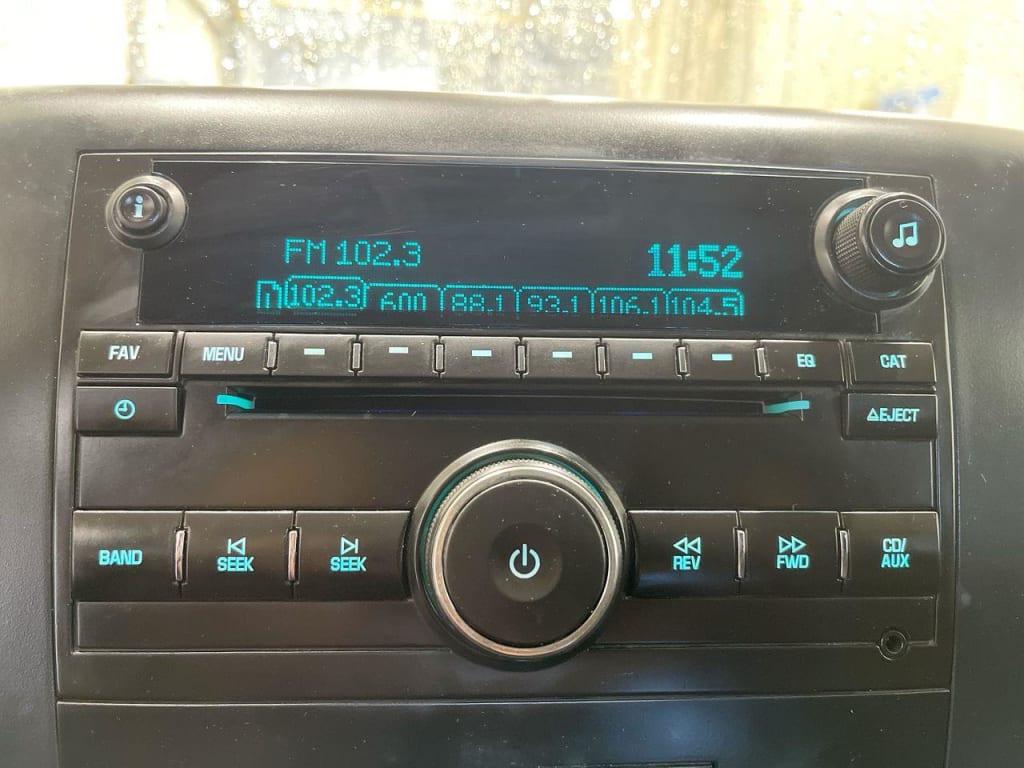 i
FM 102.3 11:52
102.3 600 88.1 93.1 106.1 104.5
FAV MENU EQ CAT
EJECT
BAND SEEK SEEK REV FWD CD/
AUX